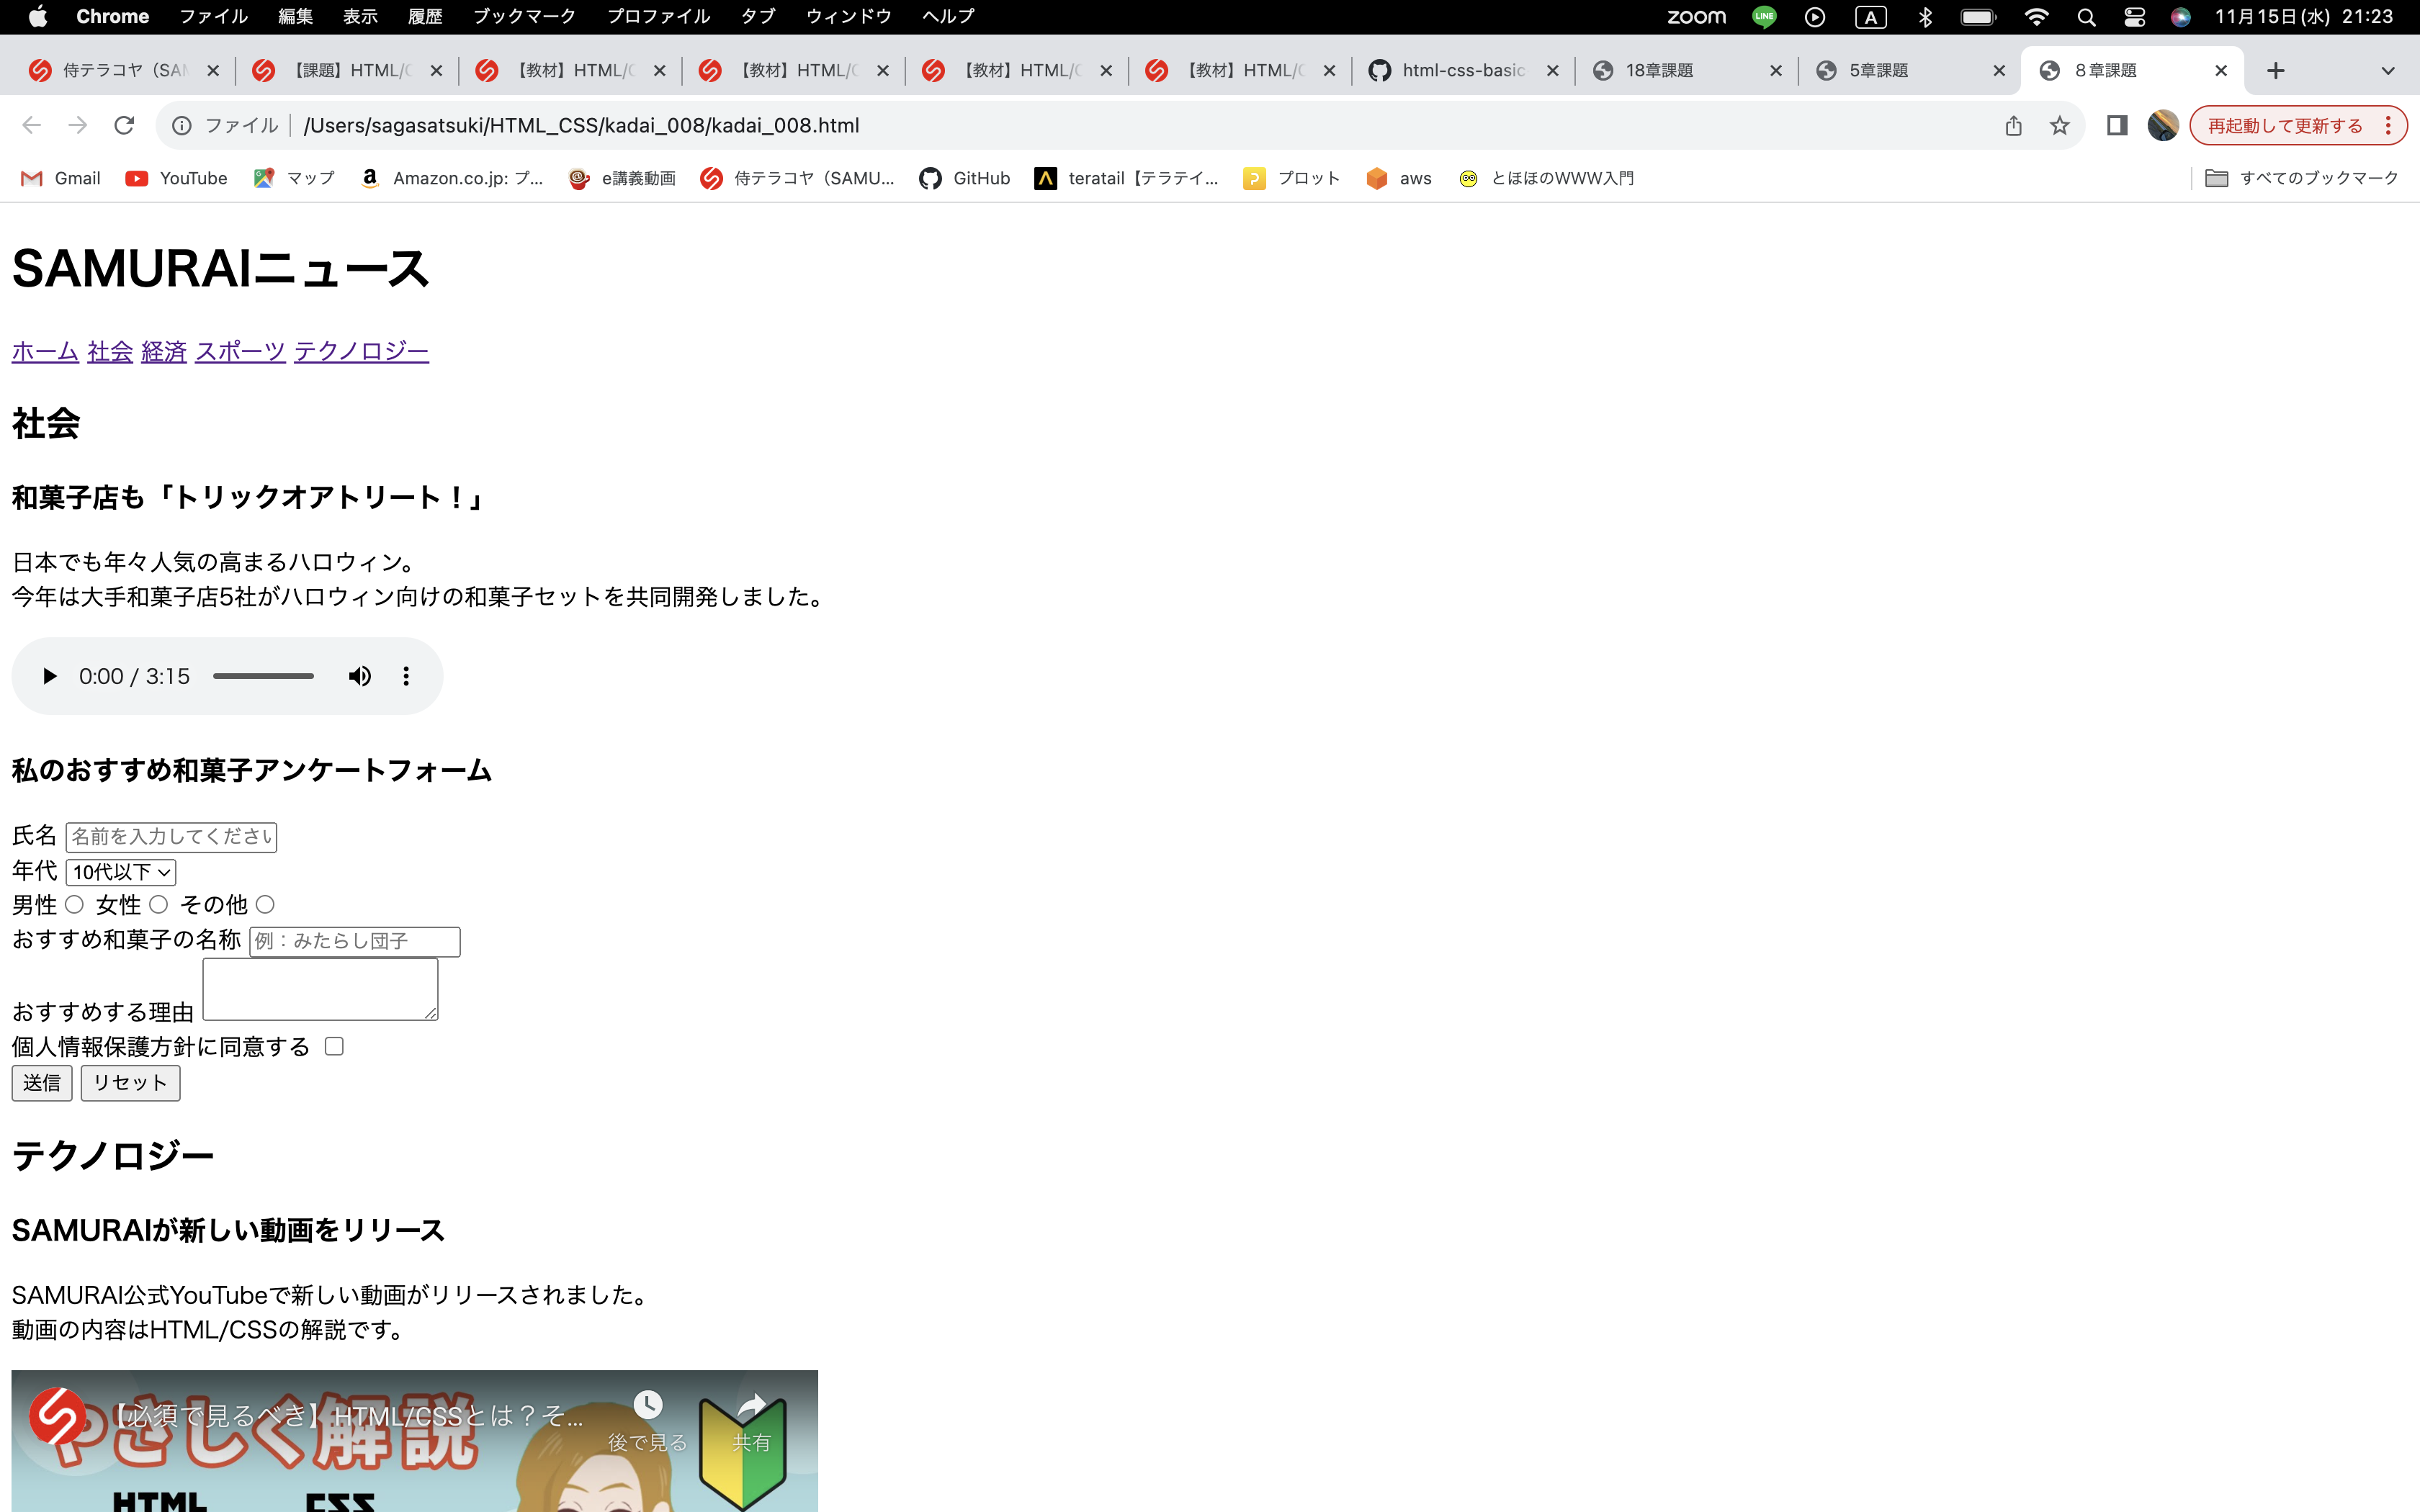 Chrome ファイル 編集 表示 履歴 ブックマーク プロファイル タブ ウィンドウ ヘルプ zoom LINE A 11月15日(水) 21:23
侍テラコヤ（SAM 【課題】HTML/C 【教材】HTML/C 【教材】HTML/C 【教材】HTML/C 【教材】HTML/C html-css-basic 18章課題 5章課題 ８章課題
ファイル /Users/sagasatsuki/HTML_CSS/kadai_008/kadai_008.html 再起動して更新する
Gmail YouTube マップ Amazon.co.jp: プ... e講義動画 侍テラコヤ（SAMU... GitHub teratail【テラテイ... プロット aws とほほのWWW入門 すべてのブックマーク
SAMURAIニュース
ホーム 社会 経済 スポーツ テクノロジー
社会
和菓子店も「トリックオアトリート！」
日本でも年々人気の高まるハロウィン。
今年は大手和菓子店5社がハロウィン向けの和菓子セットを共同開発しました。
0:00 / 3:15
私のおすすめ和菓子アンケートフォーム
氏名 名前を入力してください
年代 10代以下
男性 女性 その他
おすすめ和菓子の名称 例：みたらし団子
おすすめする理由
個人情報保護方針に同意する
送信 リセット
テクノロジー
SAMURAIが新しい動画をリリース
SAMURAI公式YouTubeで新しい動画がリリースされました。
動画の内容はHTML/CSSの解説です。
【必須で見るべき】HTML/CSSとは？そ...
後で見る 共有
やさしく解説
HTML CSS